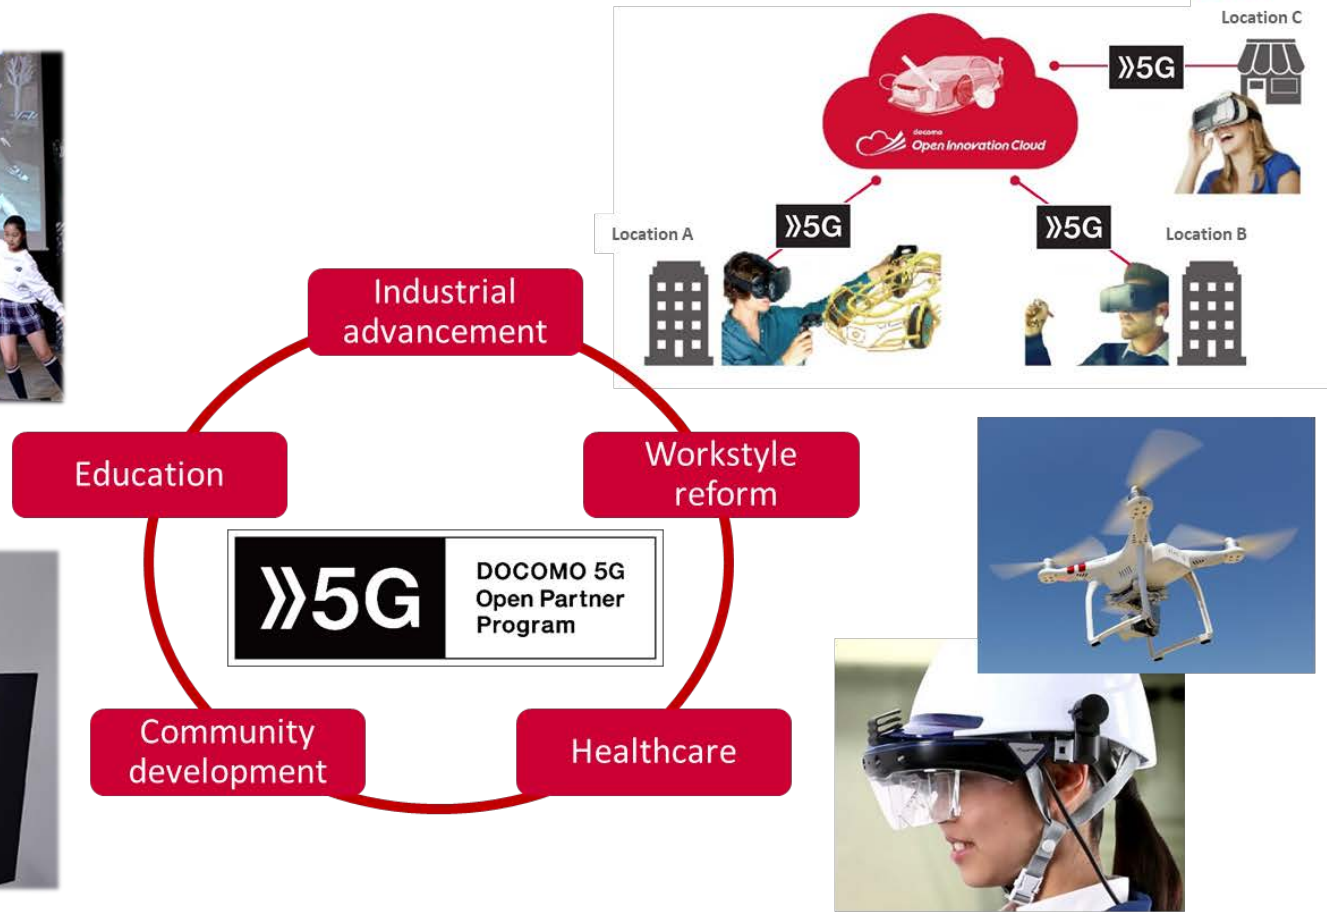 Location C
»5G
docomo
Open Innovation Cloud
»5G
»5G
Location A
Location B
Industrial
advancement
Education
Workstyle
reform
»5G
DOCOMO 5G
Open Partner
Program
Community
development
Healthcare